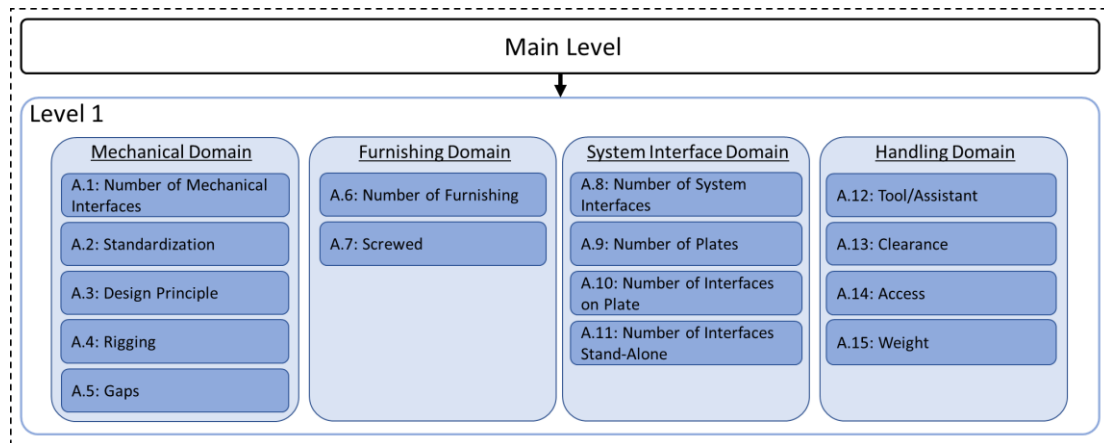 Main Level
Level 1
Mechanical Domain
A.1: Number of Mechanical
Interfaces
A.2: Standardization
A.3: Design Principle
A.4: Rigging
A.5: Gaps
Furnishing Domain
A.6: Number of Furnishing
A.7: Screwed
System Interface Domain
A.8: Number of System
Interfaces
A.9: Number of Plates
A.10: Number of Interfaces
on Plate
A.11: Number of Interfaces
Stand-Alone
Handling Domain
A.12: Tool/Assistant
A.13: Clearance
A.14: Access
A.15: Weight